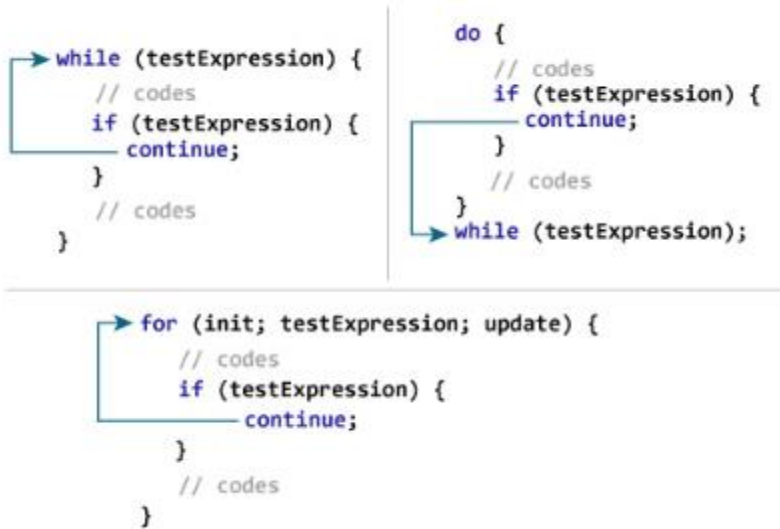 while (testExpression) {
// codes
if (testExpression) {
continue;
}
// codes
}
do {
// codes
if (testExpression) {
continue;
}
// codes
}
while (testExpression);
for (init; testExpression; update) {
// codes
if (testExpression) {
continue;
}
// codes
}